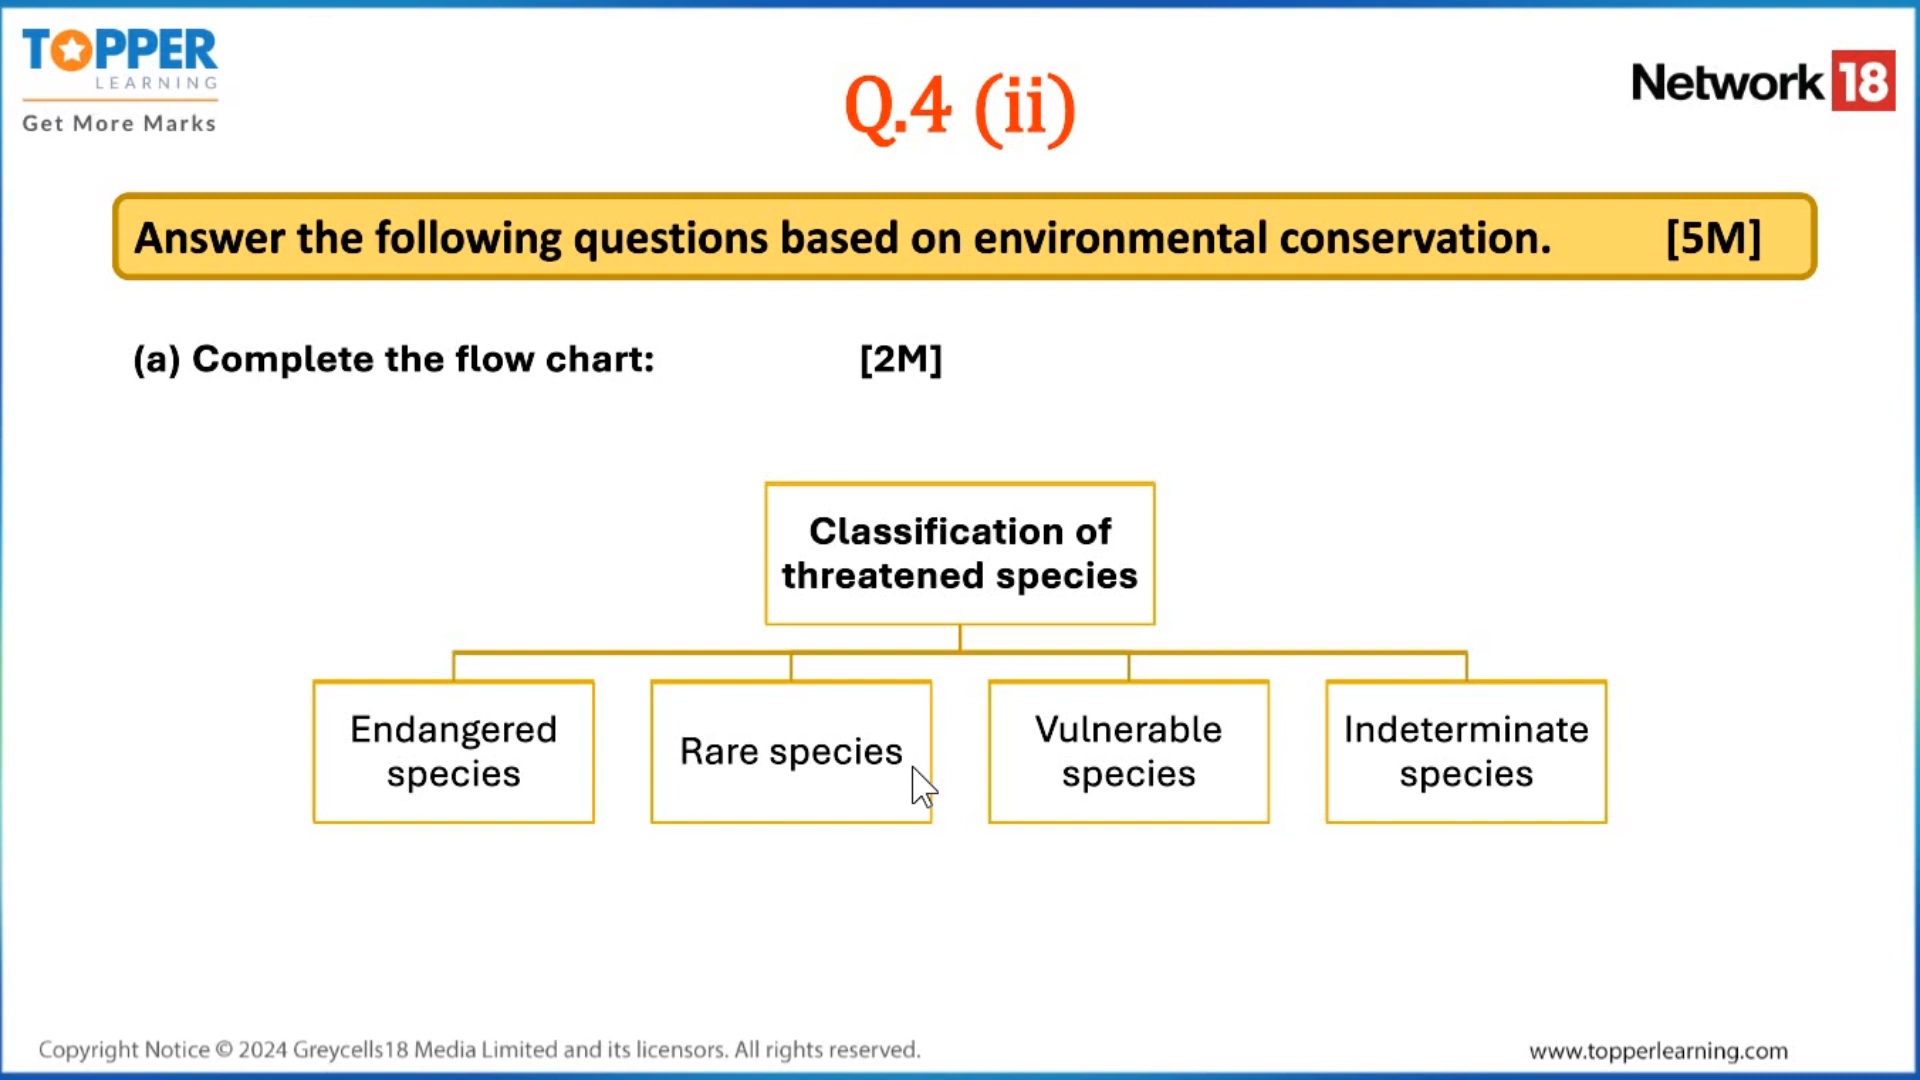 TOPPER
LEARNING
Get More Marks
Network 18
Q.4 (ii)
Answer the following questions based on environmental conservation. [5M]
(a) Complete the flow chart: [2M]
Classification of
threatened species
Endangered
species
Rare species
Vulnerable
species
Indeterminate
species
Copyright Notice © 2024 Greycells18 Media Limited and its licensors. All rights reserved.
www.topperlearning.com